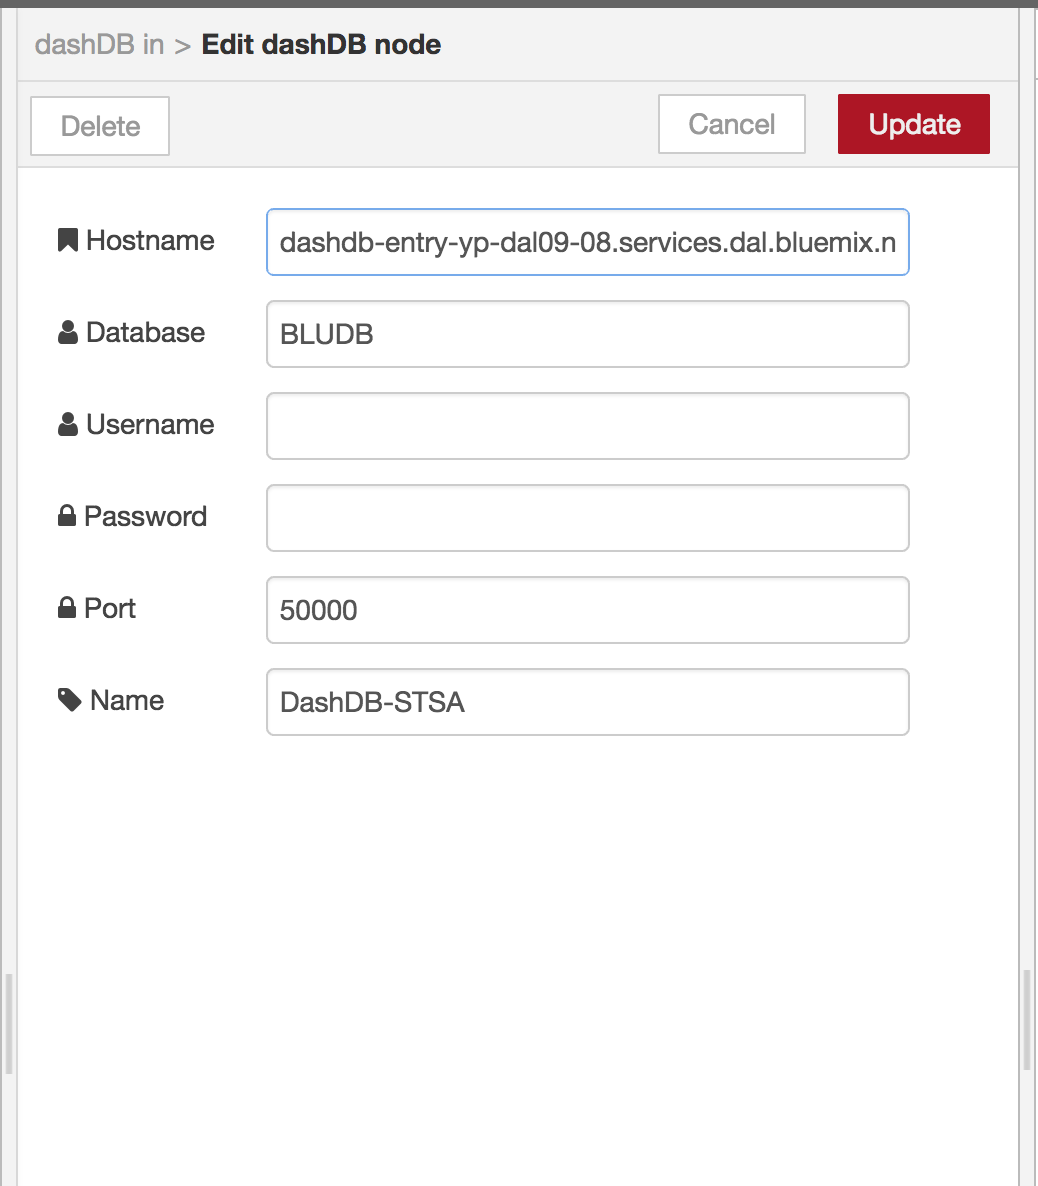 dashDB in > Edit dashDB node
Delete Cancel Update
Hostname dashdb-entry-yp-dal09-08.services.dal.bluemix.n
Database BLUDB
Username
Password
Port 50000
Name DashDB-STSA